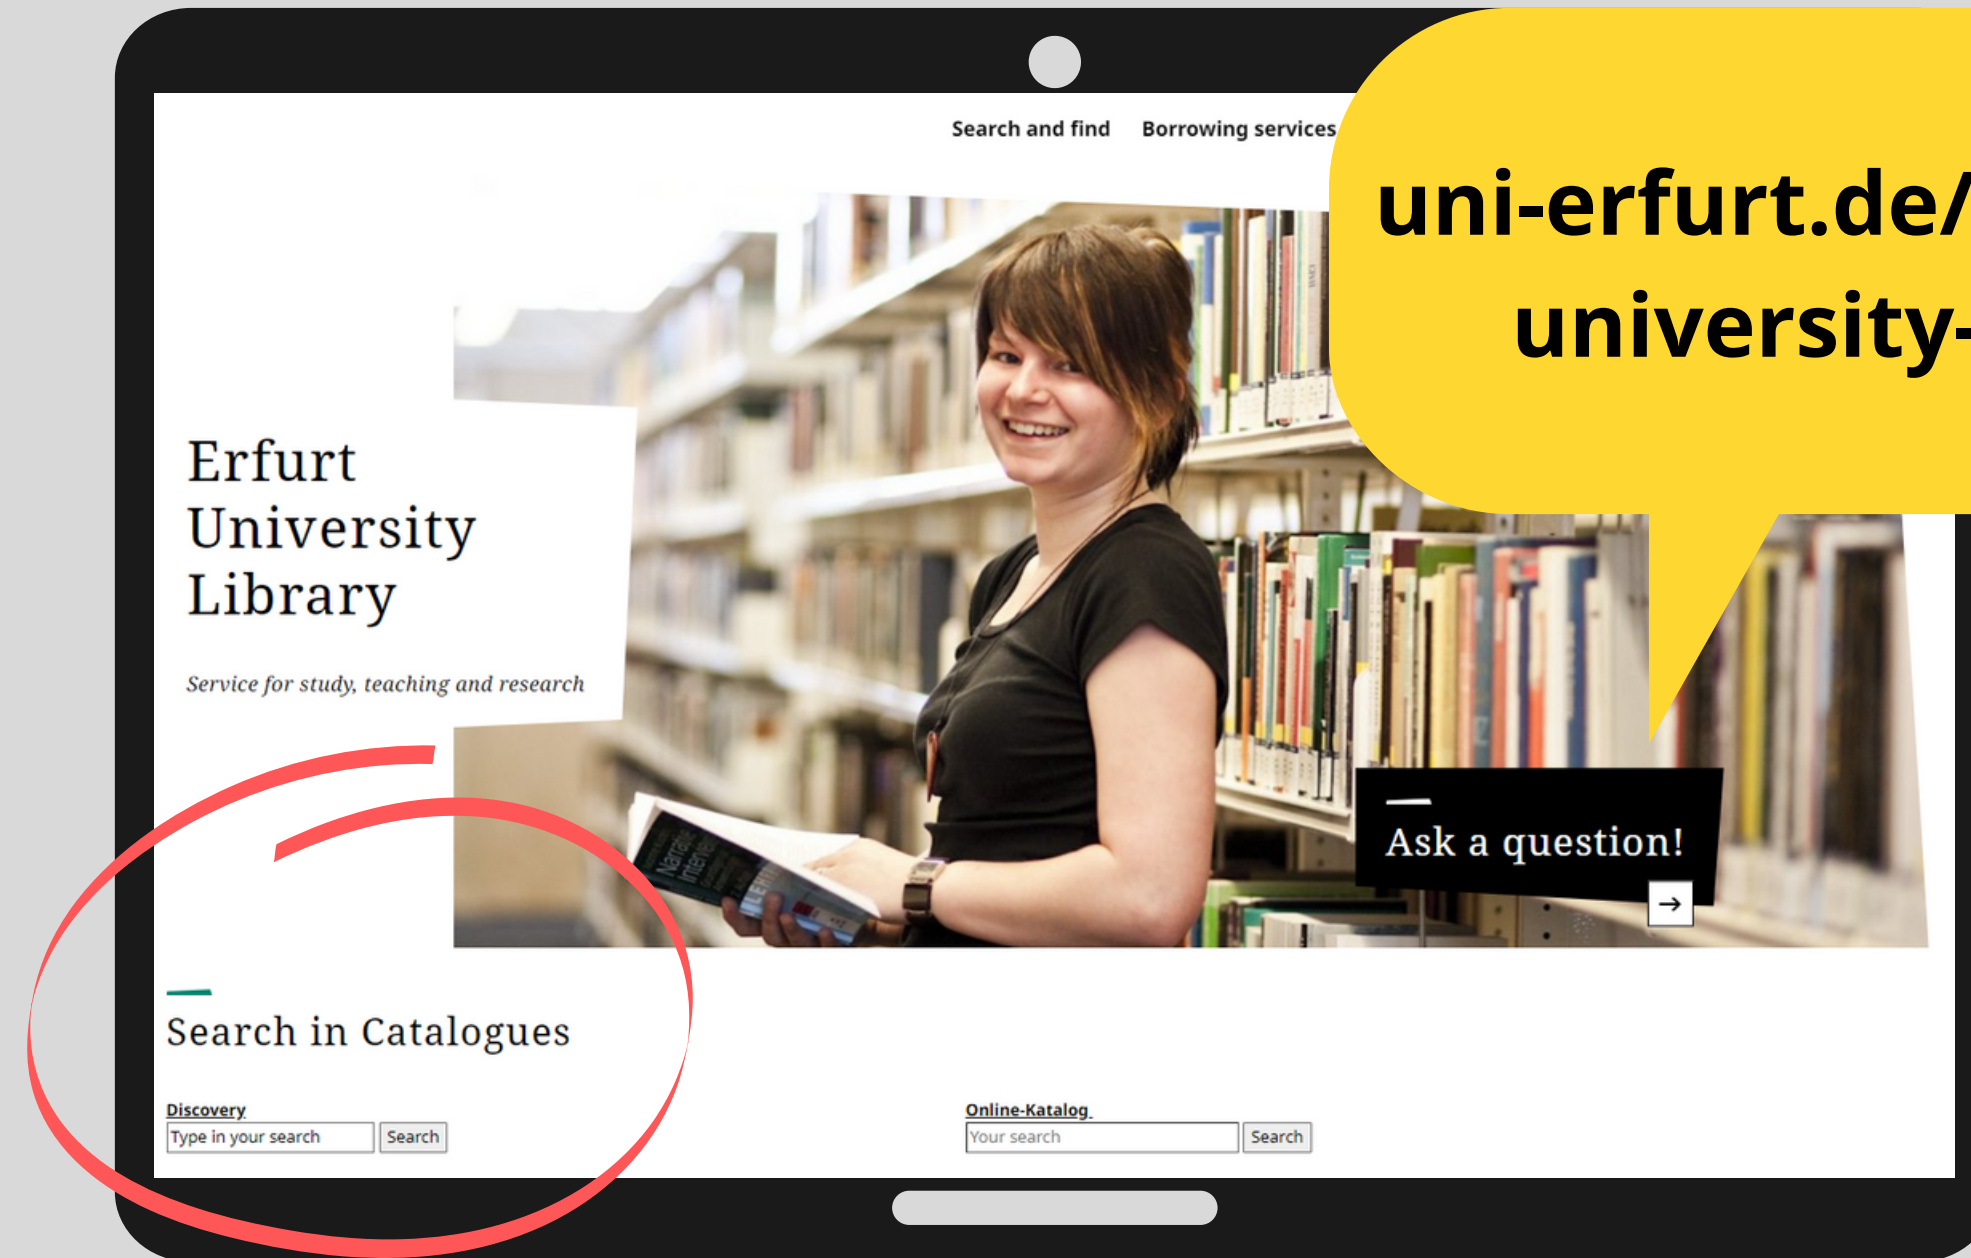 Search and find
Borrowing services
uni-erfurt.de/
university-
Erfurt
University
Library
Service for study, teaching and research
Narrative
Ask a question!
Search in Catalogues
Discovery
Type in your search
Search
Online-Katalog
Your search
Search